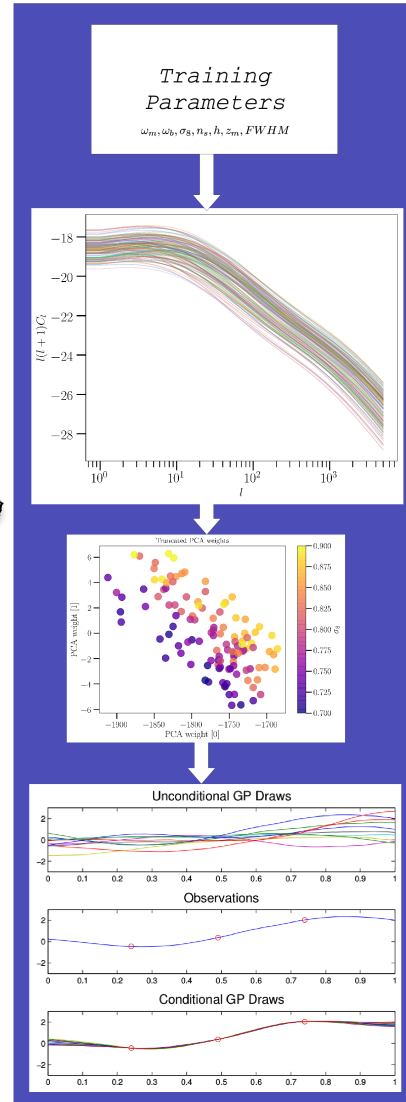 Training
Parameters
ω_m, ω_b, σ_8, n_s, h, z_m, FWHM
−18
−20
−22
−24
−26
−28
l(l + 1)C_l
10^0 10^1 10^2 10^3
l
Truncated PCA weights
6
4
2
0
−2
−4
−6
PCA weight [1]
−1900 −1850 −1800 −1750 −1700
PCA weight [0]
0.900
0.875
0.850
0.825
0.800
0.775
0.750
0.725
0.700
σ_8
Unconditional GP Draws
2
0
−2
0 0.1 0.2 0.3 0.4 0.5 0.6 0.7 0.8 0.9 1
Observations
2
0
−2
0 0.1 0.2 0.3 0.4 0.5 0.6 0.7 0.8 0.9 1
Conditional GP Draws
2
0
−2
0 0.1 0.2 0.3 0.4 0.5 0.6 0.7 0.8 0.9 1